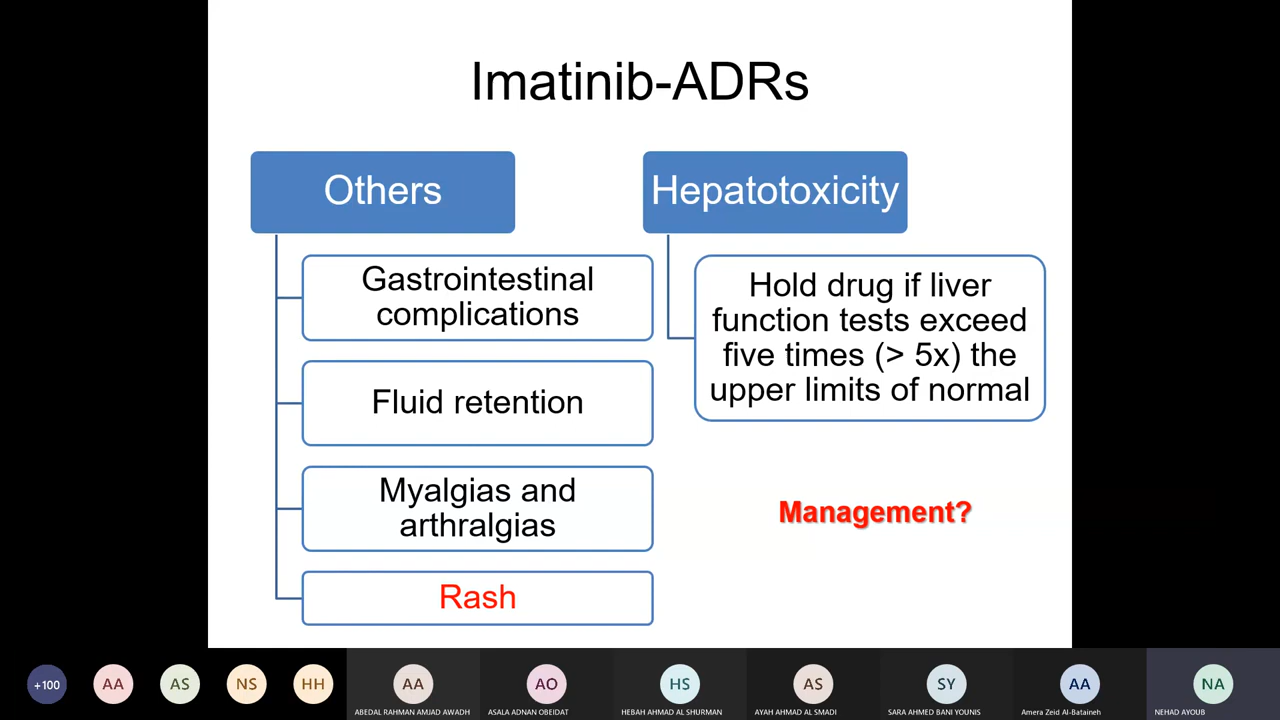 Imatinib-ADRs
Others
Gastrointestinal
complications
Fluid retention
Myalgias and
arthralgias
Rash
Hepatotoxicity
Hold drug if liver
function tests exceed
five times (> 5x) the
upper limits of normal
Management?
+100
AA
AS
NS
HH
AA
ABEDAL RAHMAN AMJAD AWADH
AO
ASALA ADNAN OBEIDAT
HS
HEBAH AHMAD AL SHURMAN
AS
AYAH AHMAD AL SMADI
SY
SARA AHMED BANI YOUNIS
AA
Amera Zeid Al-Bataineh
NA
NEHAD AYOUB